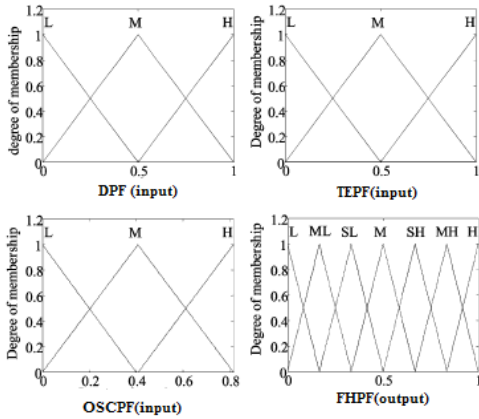 1.2
L M H
1
0.8
0.6
0.4
0.2
0
degree of membership
0 0.5 1
DPF (input)
1.2
L M H
1
0.8
0.6
0.4
0.2
0
Degree of membership
0 0.5 1
TEPF(input)
1.2
L M H
1
0.8
0.6
0.4
0.2
0
Degree of membership
0 0.2 0.4 0.6 0.8
OSCPF(input)
1.2
L ML SL M SH MH H
1
0.8
0.6
0.4
0.2
0
Degree of membership
0 0.5 1
FHPF(output)